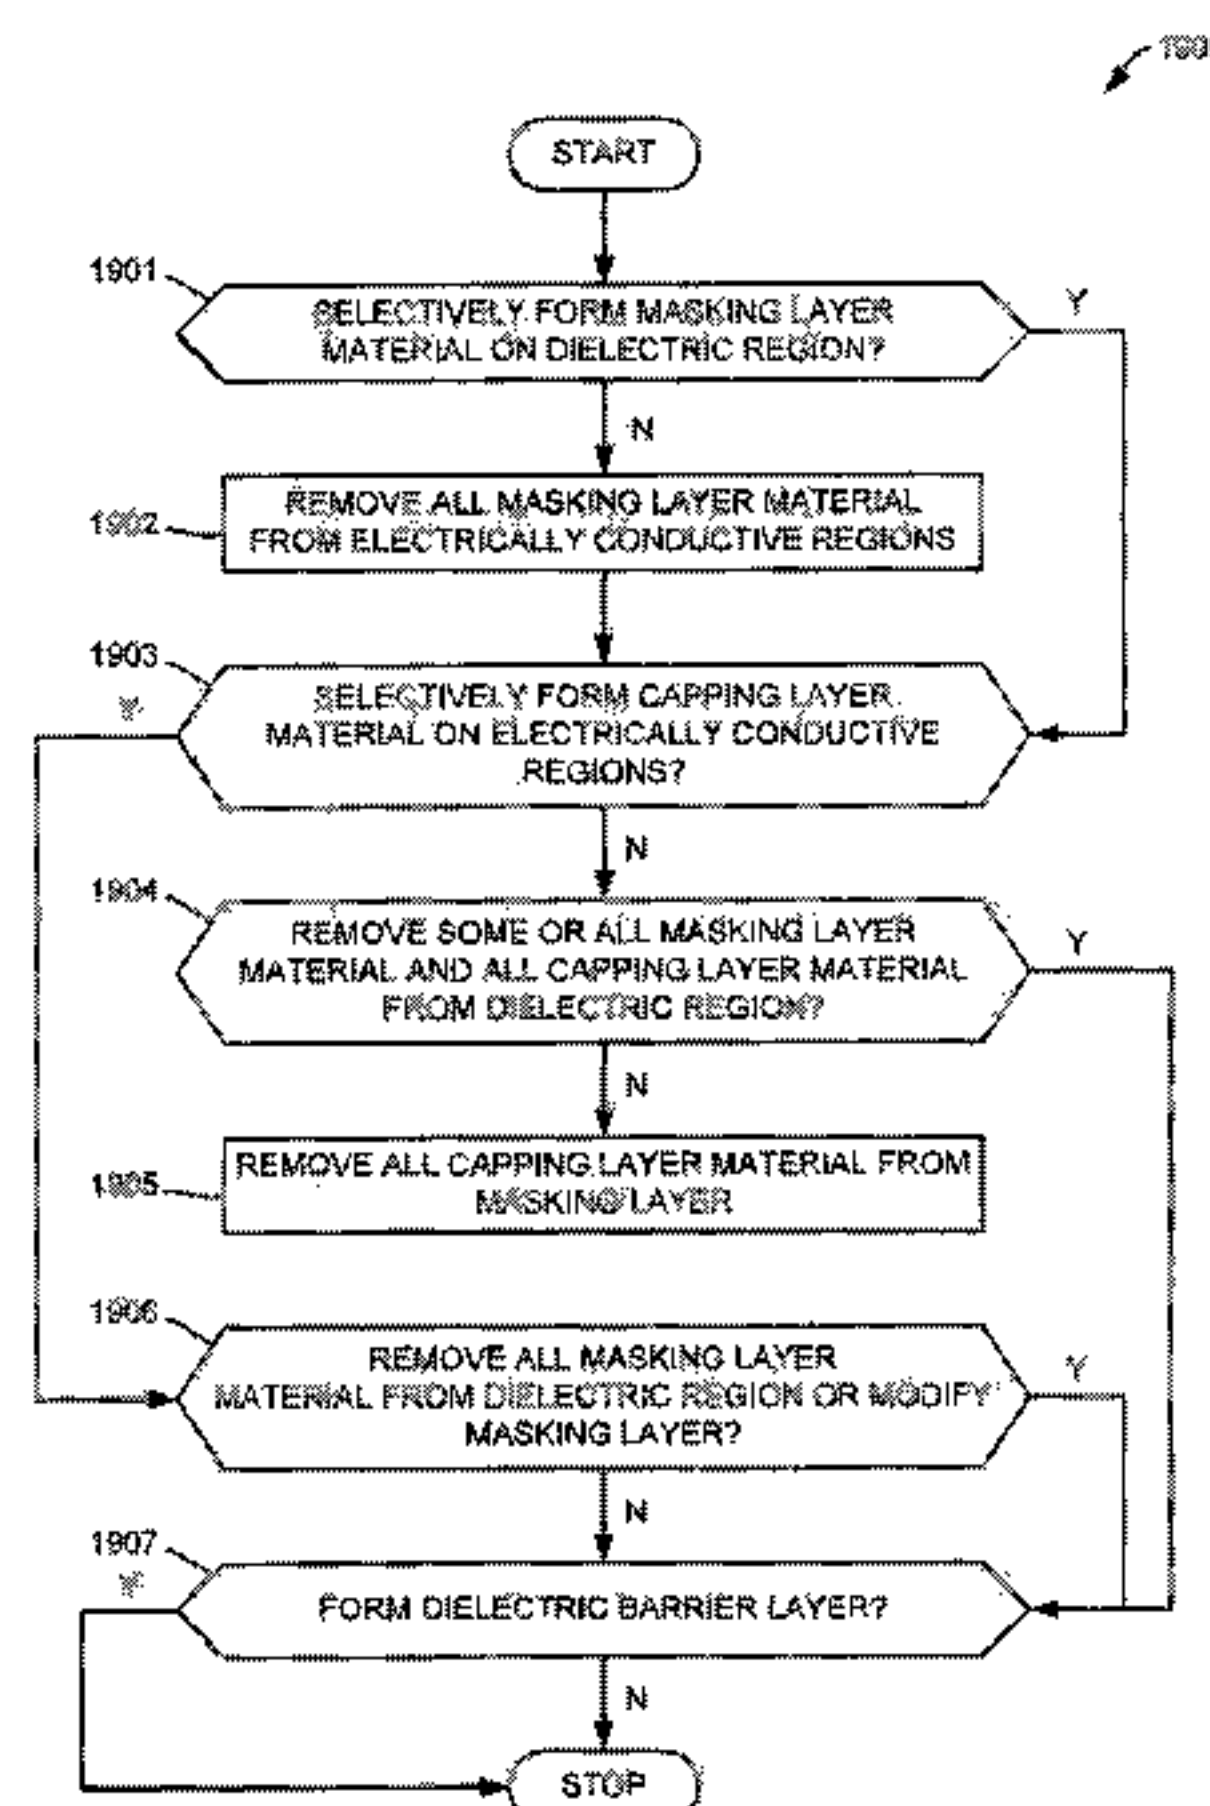 190
START
1901
SELECTIVELY FORM MASKING LAYER
MATERIAL ON DIELECTRIC REGION?
Y
N
1902
REMOVE ALL MASKING LAYER MATERIAL
FROM ELECTRICALLY CONDUCTIVE REGIONS
1903
Y
SELECTIVELY FORM CAPPING LAYER
MATERIAL ON ELECTRICALLY CONDUCTIVE
REGIONS?
N
1904
REMOVE SOME OR ALL MASKING LAYER
MATERIAL AND ALL CAPPING LAYER MATERIAL
FROM DIELECTRIC REGION?
Y
N
1905
REMOVE ALL CAPPING LAYER MATERIAL FROM
MASKING LAYER
1906
REMOVE ALL MASKING LAYER
MATERIAL FROM DIELECTRIC REGION OR MODIFY
MASKING LAYER?
Y
N
1907
Y
FORM DIELECTRIC BARRIER LAYER?
N
STOP